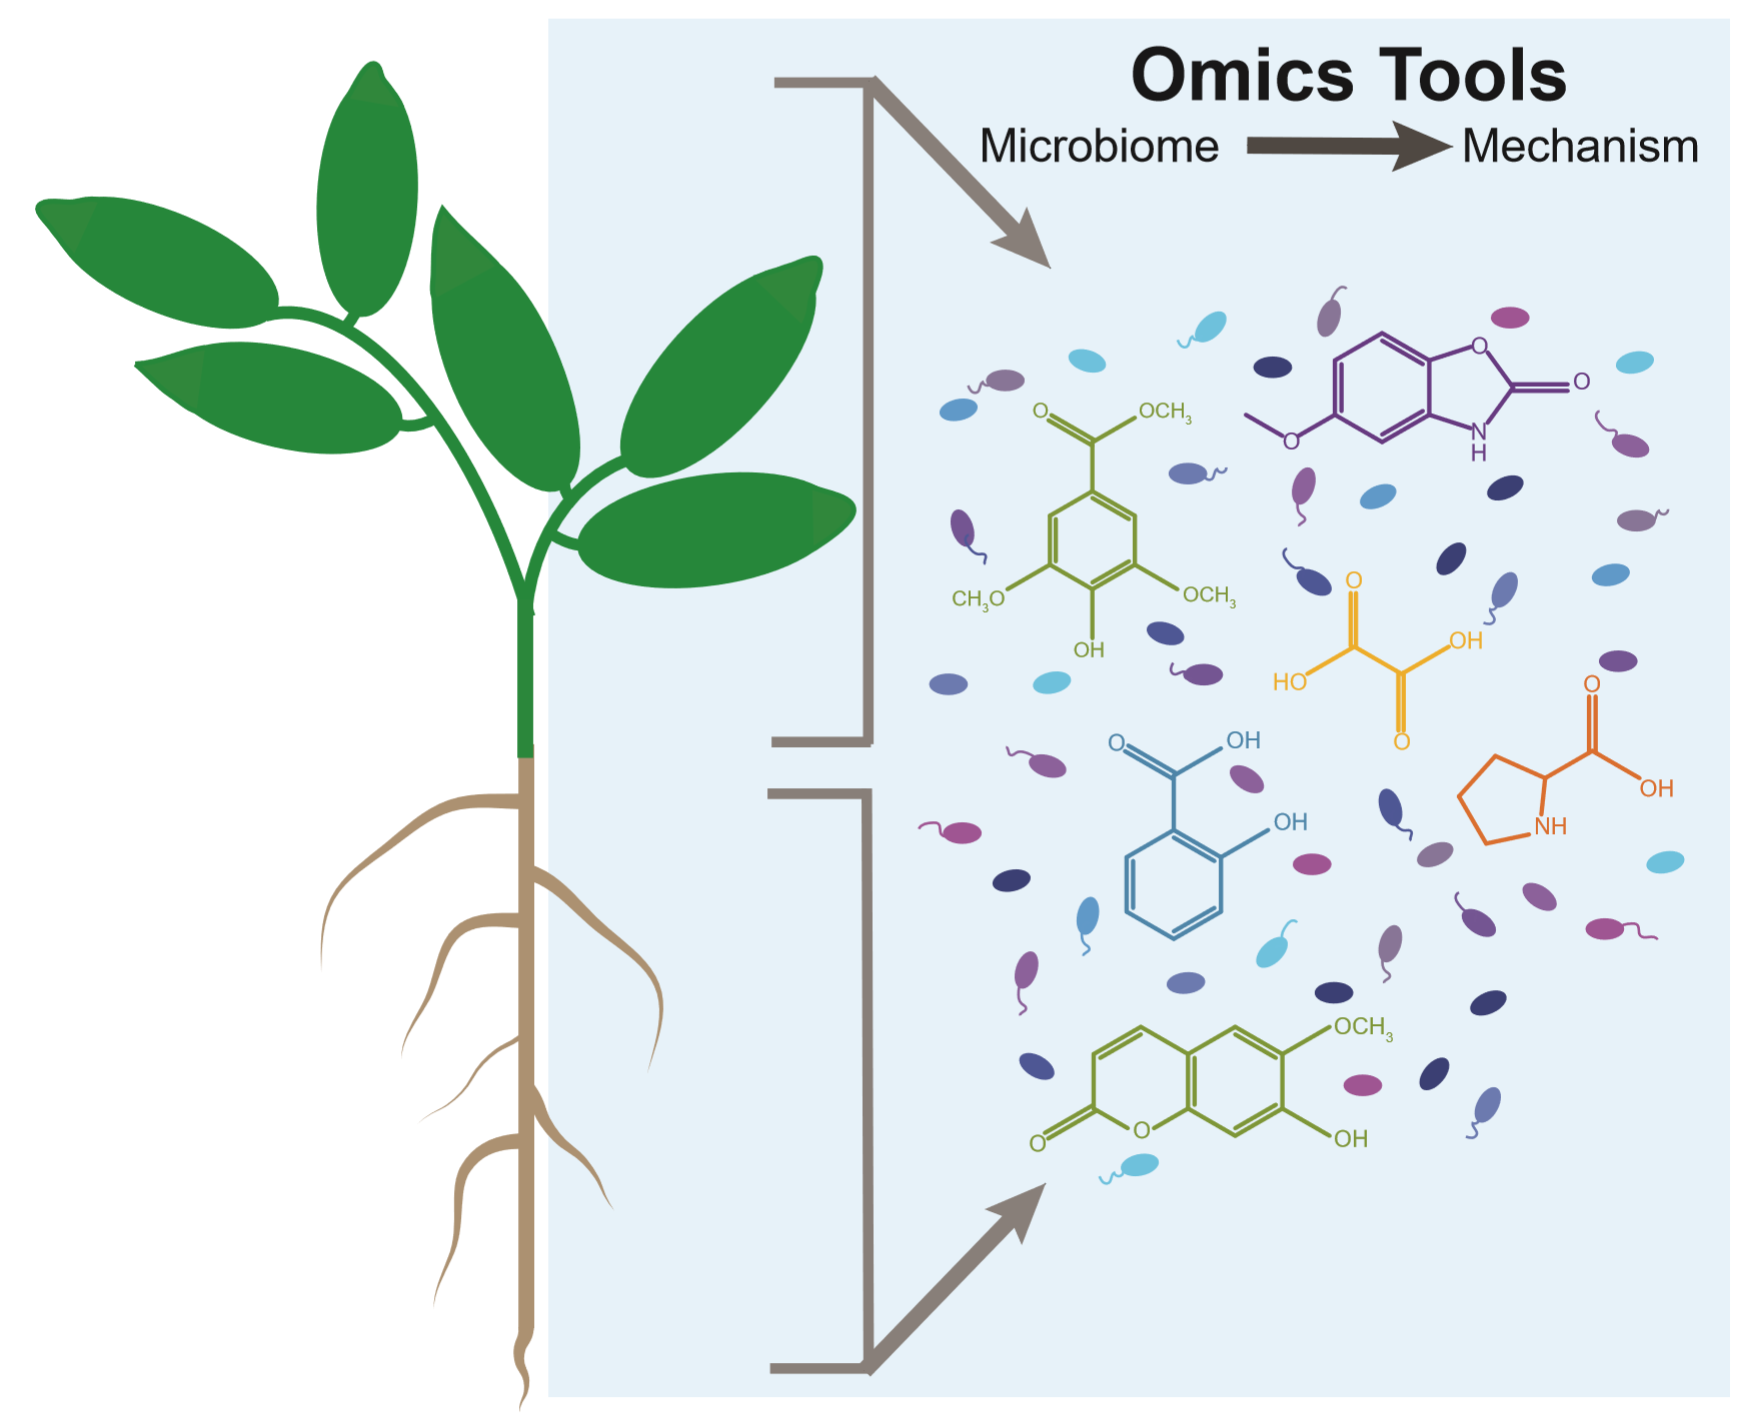 Omics Tools
Microbiome Mechanism
O
O
N
H
O
O
OCH₃
CH₃O
OCH₃
OH
O
OH
HO
O
O
OH
NH
O
OH
OH
OCH₃
O
O
OH